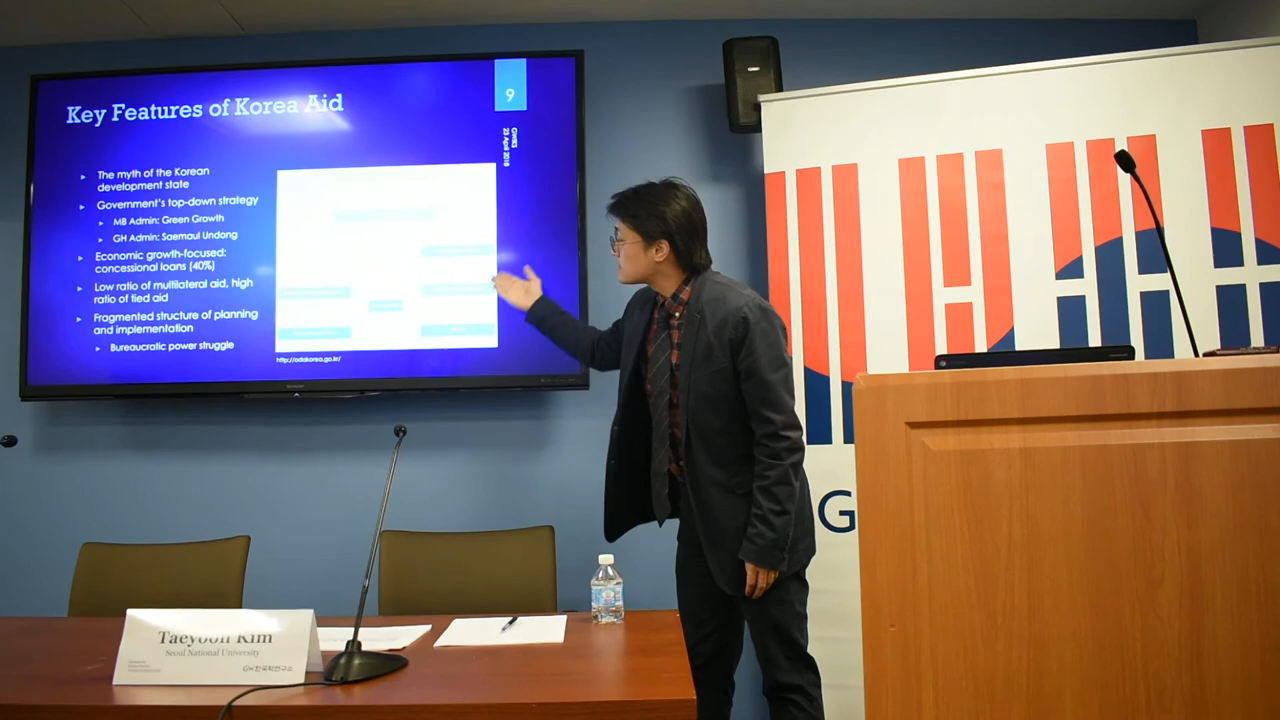 Key Features of Korea Aid
9
GWIKS
23 April 2018
The myth of the Korean
development state
Government's top-down strategy
MB Admin: Green Growth
GH Admin: Saemaul Undong
Economic growth-focused:
concessional loans (40%)
Low ratio of multilateral aid, high
ratio of tied aid
Fragmented structure of planning
and implementation
Bureaucratic power struggle
http://odakorea.go.kr/
SHARP
G
Taeyoon Kim
Seoul National University
GW한국학연구소